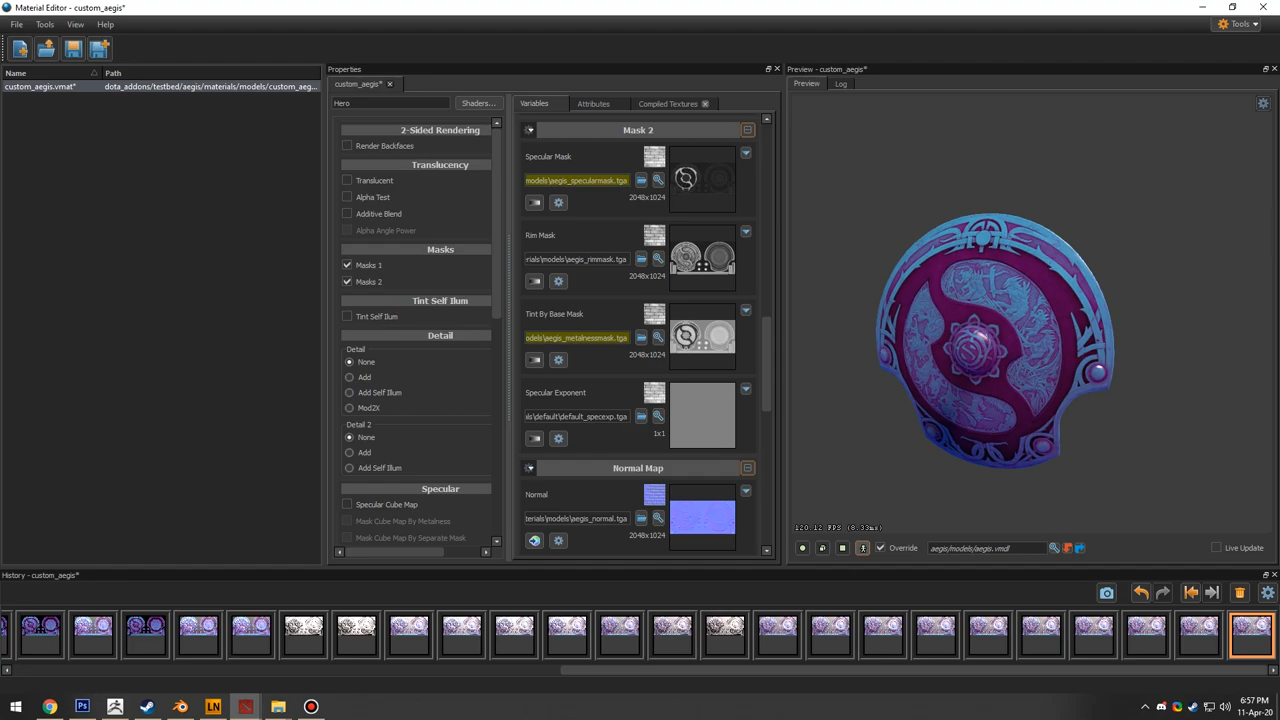 Material Editor - custom_aegis*
File Tools View Help
Tools
Name Path
custom_aegis.vmat* dota_addons/testbed/aegis/materials/models/custom_aeg...
Properties
custom_aegis*
Hero Shaders...
2-Sided Rendering
Render Backfaces
Translucency
Translucent
Alpha Test
Additive Blend
Alpha Angle Power
Masks
Masks 1
Masks 2
Tint Self Ilum
Tint Self Ilum
Detail
Detail
None
Add
Add Self Illum
Mod2X
Detail 2
None
Add
Add Self Illum
Specular
Specular Cube Map
Mask Cube Map By Metalness
Mask Cube Map By Separate Mask
Variables Attributes Compiled Textures
Mask 2
Specular Mask
models\aegis_specularmask.tga
2048x1024
Rim Mask
rials\models\aegis_rimmask.tga
2048x1024
Tint By Base Mask
odels\aegis_metalnessmask.tga
2048x1024
Specular Exponent
ls\default\default_specexp.tga
1x1
Normal Map
Normal
terials\models\aegis_normal.tga
2048x1024
Preview - custom_aegis*
Preview Log
120.12 FPS (8.33ms)
Override aegis/models/aegis.vmdl Live Update
History - custom_aegis*
Ps LN
6:57 PM
11-Apr-20